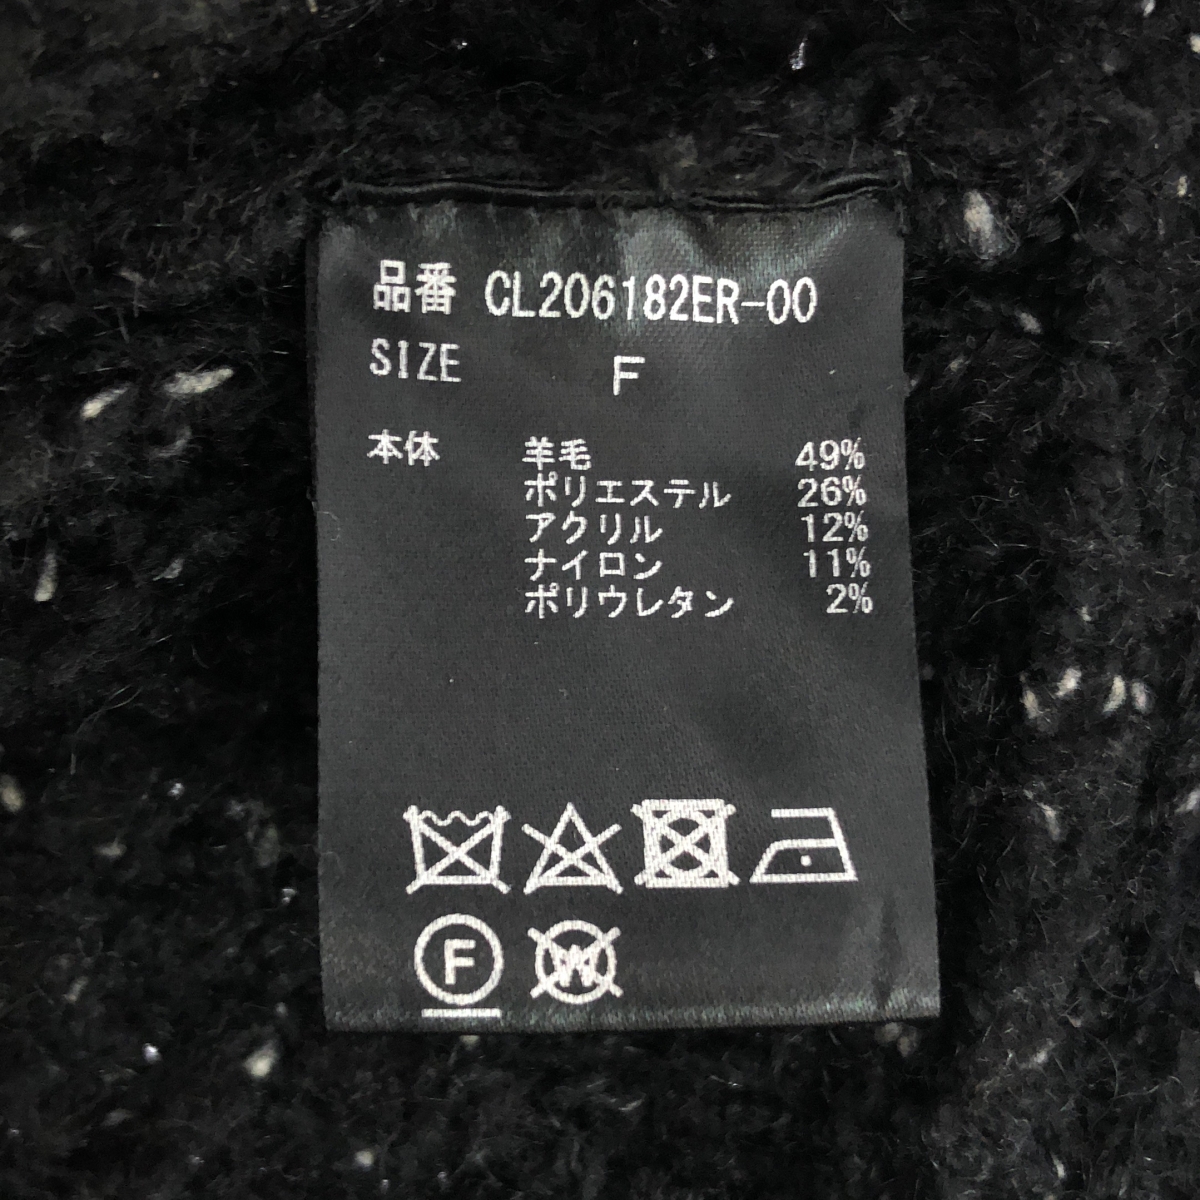 品番 CL206182ER-00
SIZE F
本体 羊毛 49%
ポリエステル 26%
アクリル 12%
ナイロン 11%
ポリウレタン 2%
F W